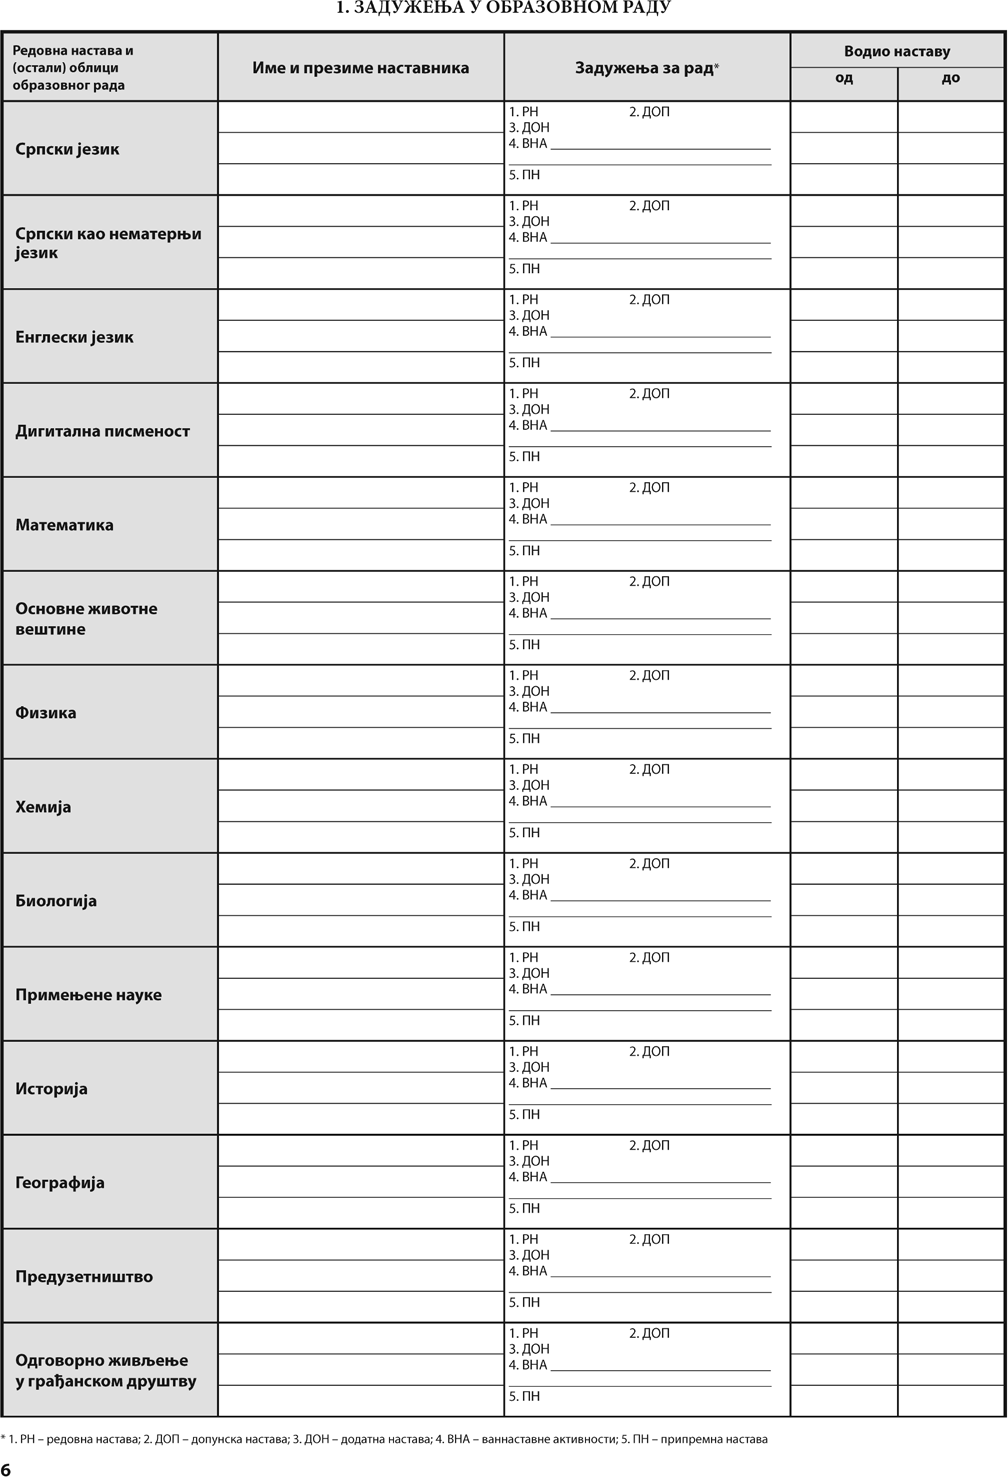 1. ЗАДУЖЕЊА У ОБРАЗОВНОМ РАДУ
Редовна настава и
(остали) облици
образовног рада
Име и презиме наставника
Задужења за рад*
Водио наставу
од до
Српски језик
1. РН 2. ДОП
3. ДОН
4. ВНА
5. ПН
Српски као нематерњи
језик
1. РН 2. ДОП
3. ДОН
4. ВНА
5. ПН
Енглески језик
1. РН 2. ДОП
3. ДОН
4. ВНА
5. ПН
Дигитална писменост
1. РН 2. ДОП
3. ДОН
4. ВНА
5. ПН
Математика
1. РН 2. ДОП
3. ДОН
4. ВНА
5. ПН
Основне животне
вештине
1. РН 2. ДОП
3. ДОН
4. ВНА
5. ПН
Физика
1. РН 2. ДОП
3. ДОН
4. ВНА
5. ПН
Хемија
1. РН 2. ДОП
3. ДОН
4. ВНА
5. ПН
Биологија
1. РН 2. ДОП
3. ДОН
4. ВНА
5. ПН
Примењене науке
1. РН 2. ДОП
3. ДОН
4. ВНА
5. ПН
Историја
1. РН 2. ДОП
3. ДОН
4. ВНА
5. ПН
Географија
1. РН 2. ДОП
3. ДОН
4. ВНА
5. ПН
Предузетништво
1. РН 2. ДОП
3. ДОН
4. ВНА
5. ПН
Одговорно живљење
у грађанском друштву
1. РН 2. ДОП
3. ДОН
4. ВНА
5. ПН
* 1. РН – редовна настава; 2. ДОП – допунска настава; 3. ДОН – додатна настава; 4. ВНА – ваннаставне активности; 5. ПН – припремна настава
6